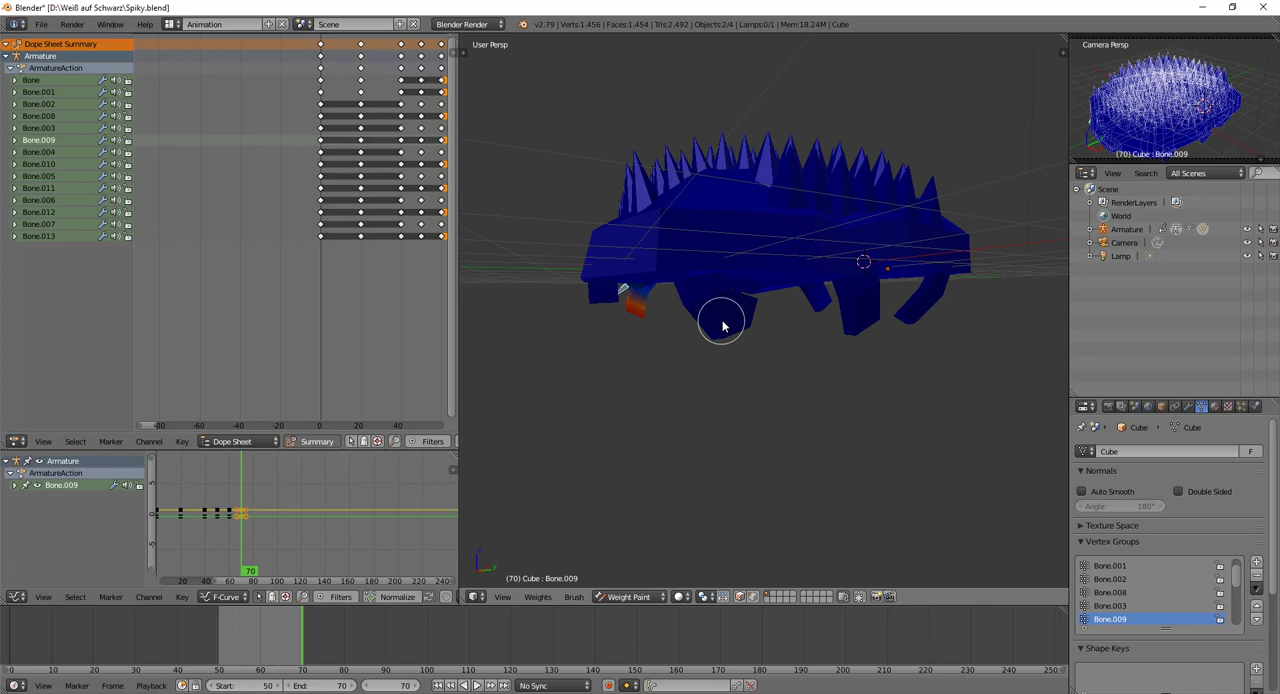 Blender* [D:\Weiß auf Schwarz\Spiky.blend]
File Render Window Help Animation Scene Blender Render v2.79 | Verts:1,456 | Faces:1,454 | Tris:2,492 | Objects:2/4 | Lamps:0/1 | Mem:18.24M | Cube
Dope Sheet Summary
Armature
ArmatureAction
Bone
Bone.001
Bone.002
Bone.008
Bone.003
Bone.009
Bone.004
Bone.010
Bone.005
Bone.011
Bone.006
Bone.012
Bone.007
Bone.013
-80 -60 -40 -20 0 20 40
View Select Marker Channel Key Dope Sheet Summary Filters
Armature
ArmatureAction
Bone.009
5
0
-5
70
20 40 60 80 100 120 140 160 180 200 220 240
View Select Marker Channel Key F-Curve Filters Normalize
User Persp
(70) Cube : Bone.009
View Weights Brush Weight Paint
Camera Persp
(70) Cube : Bone.009
View Search All Scenes
Scene
RenderLayers
World
Armature
Camera
Lamp
Cube Cube
Cube F
Normals
Auto Smooth Double Sided
Angle: 180°
Texture Space
Vertex Groups
Bone.001
Bone.002
Bone.008
Bone.003
Bone.009
Shape Keys
0 10 20 30 40 50 60 70 80 90 100 110 120 130 140 150 160 170 180 190 200 210 220 230 240 250
View Marker Frame Playback Start: 50 End: 70 70 No Sync